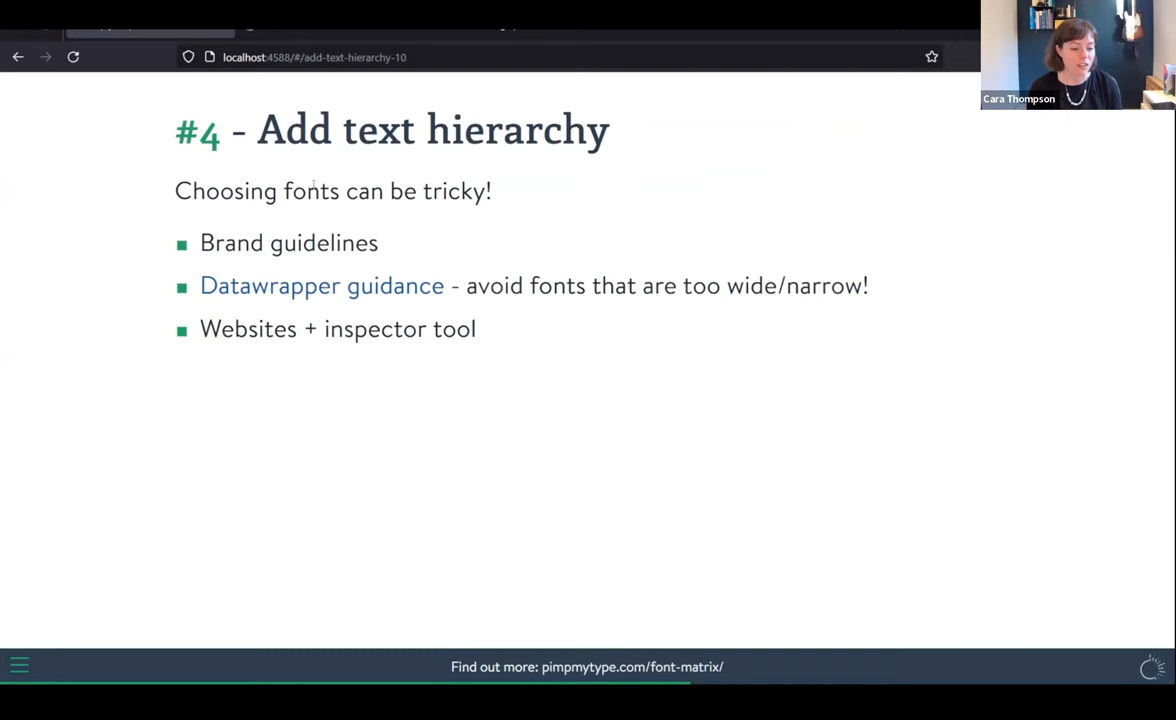 localhost:4588/#/add-text-hierarchy-10
Cara Thompson
#4 - Add text hierarchy
Choosing fonts can be tricky!
Brand guidelines
Datawrapper guidance - avoid fonts that are too wide/narrow!
Websites + inspector tool
Find out more: pimpmytype.com/font-matrix/